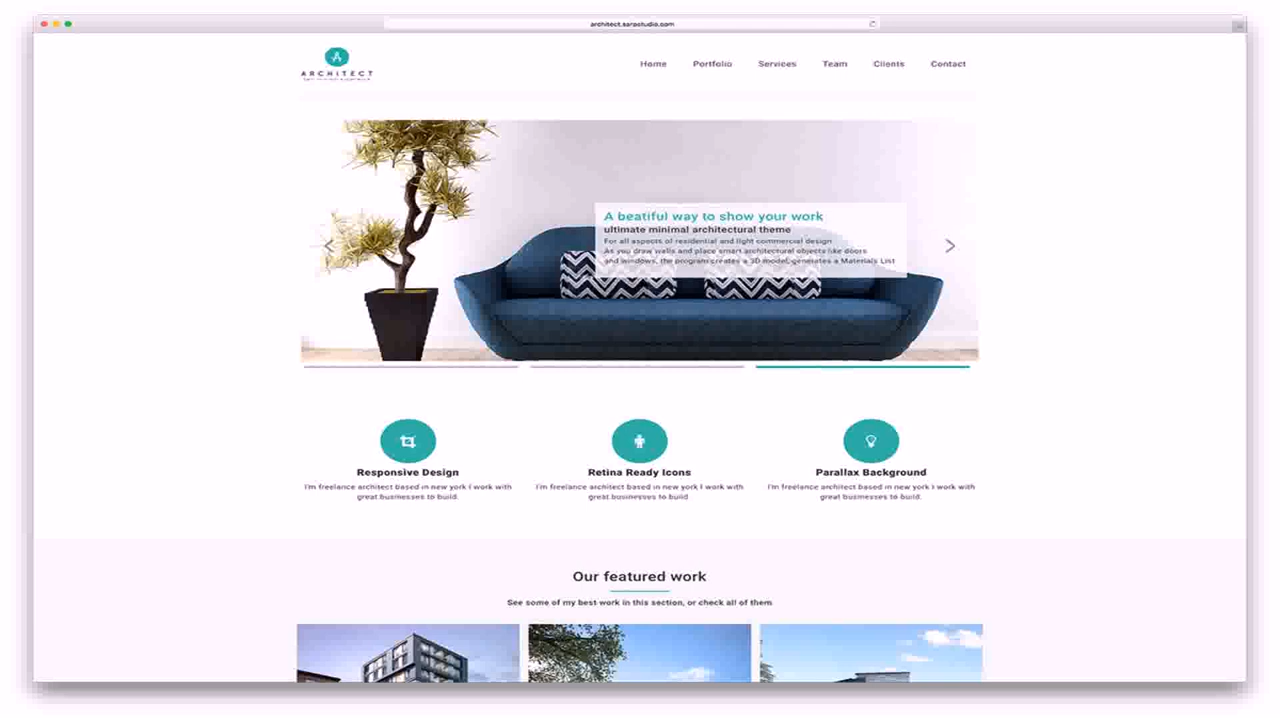 architect.sarastudio.com
ARCHITECT
Home Portfolio Services Team Clients Contact
A beatiful way to show your work
ultimate minimal architectural theme
For all aspects of residential and light commercial design
As you draw walls and place smart architectural objects like doors
and windows, the program creates a 3D model, generates a Materials List
Responsive Design
I'm freelance architect based in new york I work with
great businesses to build.
Retina Ready Icons
I'm freelance architect based in new york I work with
great businesses to build
Parallax Background
I'm freelance architect based in new york I work with
great businesses to build.
Our featured work
See some of my best work in this section, or check all of them